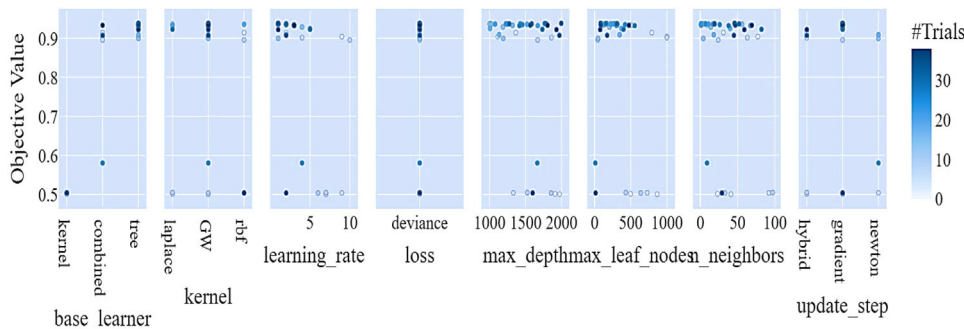 #Trials
Objective Value
0.9
0.8
0.7
0.6
0.5
30
20
10
0
kernel
combined
tree
laplace
GW
rbf
5
10
deviance
1000
1500
2000
0
500
1000
0
50
100
hybrid
gradient
newton
base_learner
kernel
learning_rate
loss
max_depth
max_leaf_nodes
n_neighbors
update_step